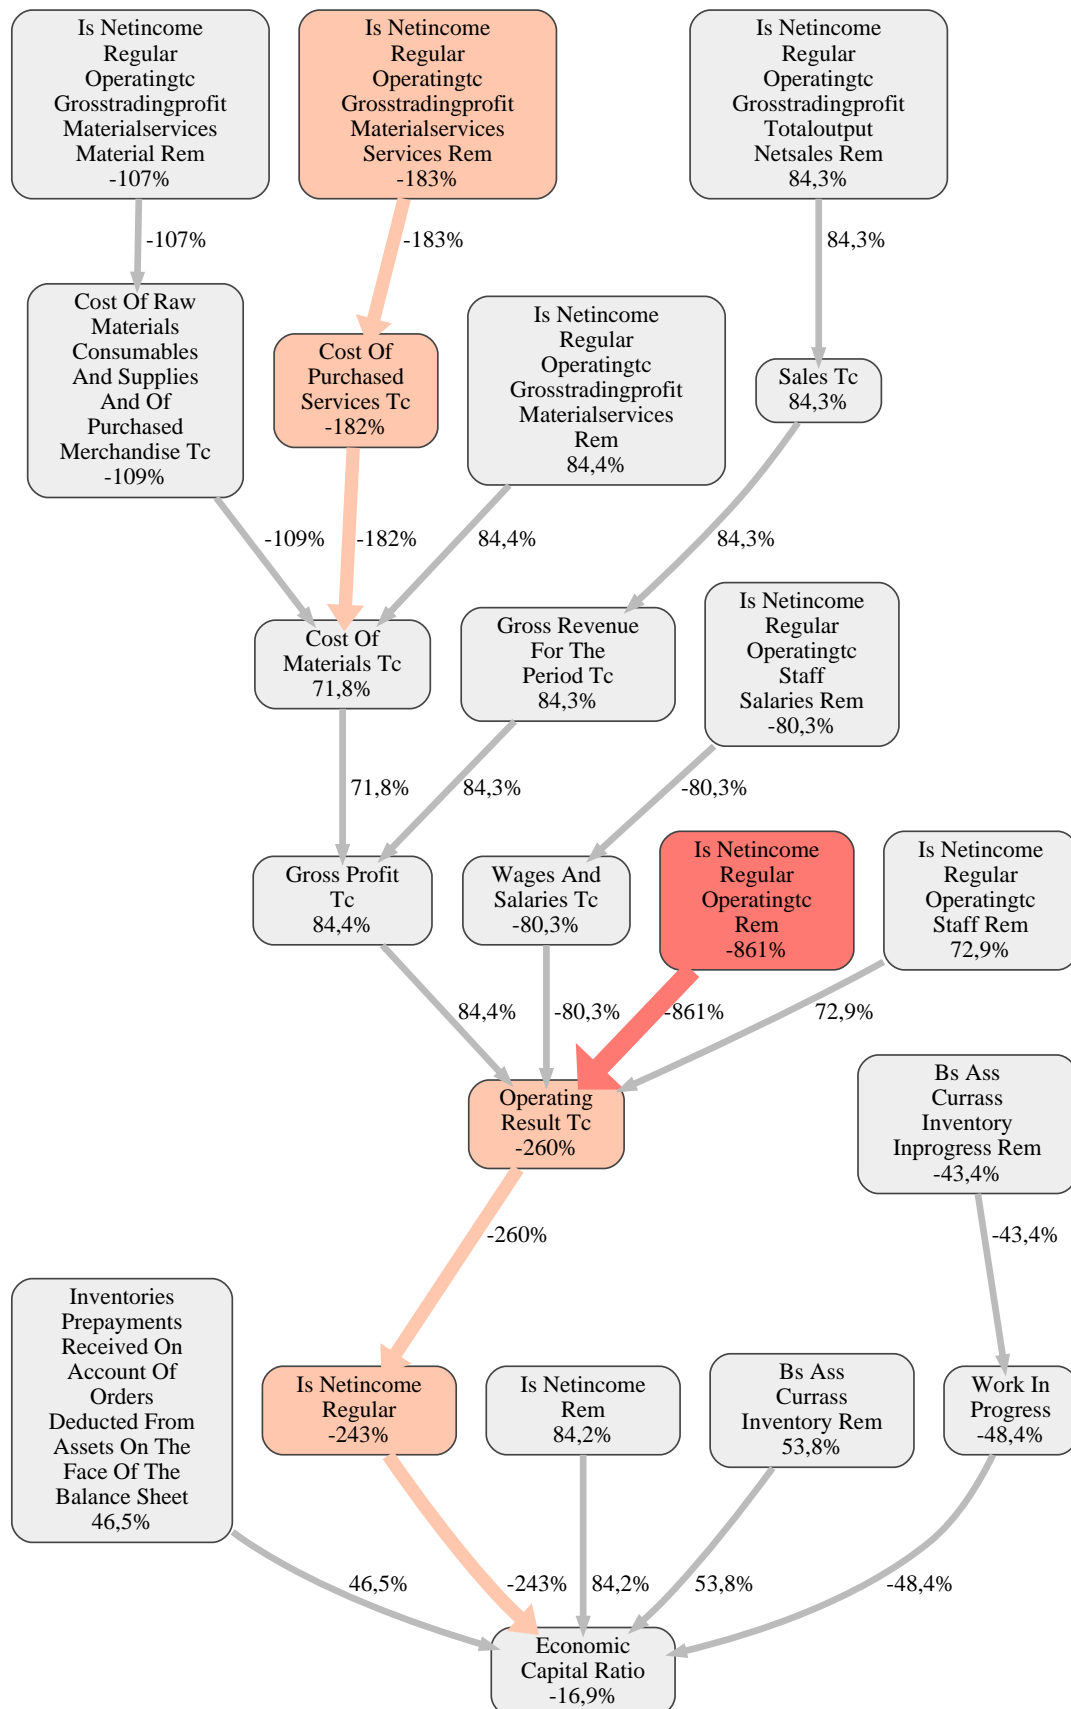 Is Netincome
Regular
Operatingtc
Grosstradingprofit
Materialservices
Material Rem
-107%
Is Netincome
Regular
Operatingtc
Grosstradingprofit
Materialservices
Services Rem
-183%
Is Netincome
Regular
Operatingtc
Grosstradingprofit
Totaloutput
Netsales Rem
84,3%
-107%
-183%
84,3%
Cost Of Raw
Materials
Consumables
And Supplies
And Of
Purchased
Merchandise Tc
-109%
Cost Of
Purchased
Services Tc
-182%
Is Netincome
Regular
Operatingtc
Grosstradingprofit
Materialservices
Rem
84,4%
Sales Tc
84,3%
-109%
-182%
84,4%
84,3%
Cost Of
Materials Tc
71,8%
Gross Revenue
For The
Period Tc
84,3%
Is Netincome
Regular
Operatingtc
Staff
Salaries Rem
-80,3%
71,8%
84,3%
-80,3%
Gross Profit
Tc
84,4%
Wages And
Salaries Tc
-80,3%
Is Netincome
Regular
Operatingtc
Rem
-861%
Is Netincome
Regular
Operatingtc
Staff Rem
72,9%
84,4%
-80,3%
-861%
72,9%
Operating
Result Tc
-260%
Bs Ass
Currass
Inventory
Inprogress Rem
-43,4%
-260%
-43,4%
Inventories
Prepayments
Received On
Account Of
Orders
Deducted From
Assets On The
Face Of The
Balance Sheet
46,5%
Is Netincome
Regular
-243%
Is Netincome
Rem
84,2%
Bs Ass
Currass
Inventory Rem
53,8%
Work In
Progress
-48,4%
46,5%
-243%
84,2%
53,8%
-48,4%
Economic
Capital Ratio
-16,9%